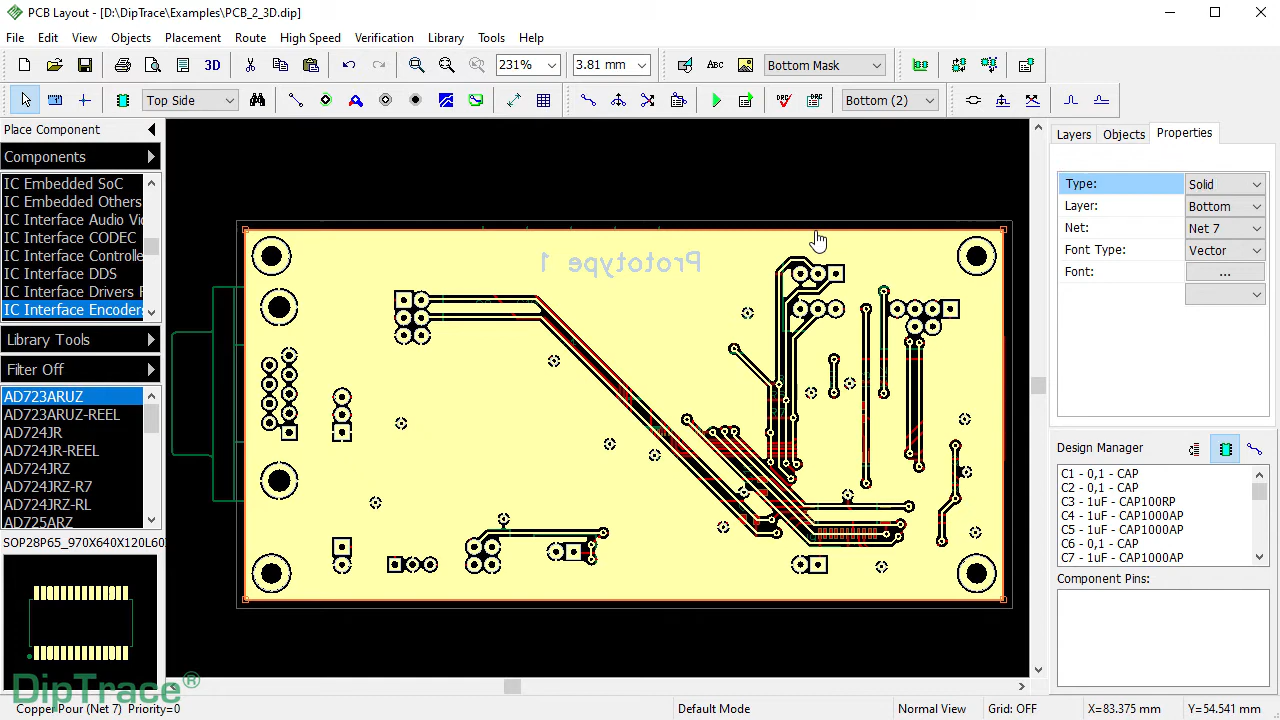 PCB Layout - [D:\DipTrace\Examples\PCB_2_3D.dip]
File Edit View Objects Placement Route High Speed Verification Library Tools Help
3D 231% 3.81 mm ABC Bottom Mask
Top Side DRC Bottom (2)
Place Component
Components
IC Embedded SoC
IC Embedded Others
IC Interface Audio Vi
IC Interface CODEC
IC Interface Controlle
IC Interface DDS
IC Interface Drivers F
IC Interface Encoders
Library Tools
Filter Off
AD723ARUZ
AD723ARUZ-REEL
AD724JR
AD724JR-REEL
AD724JRZ
AD724JRZ-R7
AD724JRZ-RL
AD725ARZ
SOP28P65_970X640X120L60
DipTrace®
Prototype 1
Layers Objects Properties
Type: Solid
Layer: Bottom
Net: Net 7
Font Type: Vector
Font: ...
Design Manager
C1 - 0,1 - CAP
C2 - 0,1 - CAP
C3 - 1uF - CAP100RP
C4 - 1uF - CAP1000AP
C5 - 1uF - CAP1000AP
C6 - 0,1 - CAP
C7 - 1uF - CAP1000AP
Component Pins:
Copper Pour (Net 7) Priority=0 Default Mode Normal View Grid: OFF X=83.375 mm Y=54.541 mm